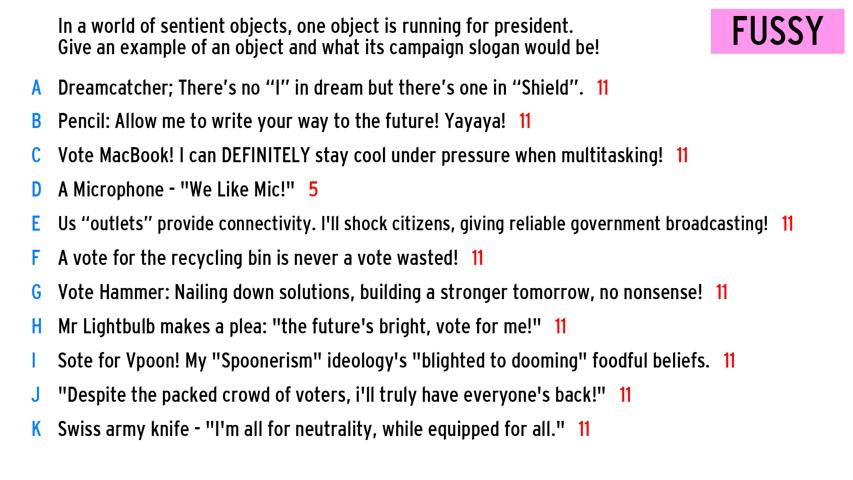 In a world of sentient objects, one object is running for president.
Give an example of an object and what its campaign slogan would be!
FUSSY
A Dreamcatcher; There's no “I” in dream but there's one in “Shield”. 11
B Pencil: Allow me to write your way to the future! Yayaya! 11
C Vote MacBook! I can DEFINITELY stay cool under pressure when multitasking! 11
D A Microphone - "We Like Mic!" 5
E Us “outlets” provide connectivity. I'll shock citizens, giving reliable government broadcasting! 11
F A vote for the recycling bin is never a vote wasted! 11
G Vote Hammer: Nailing down solutions, building a stronger tomorrow, no nonsense! 11
H Mr Lightbulb makes a plea: "the future's bright, vote for me!" 11
I Sote for Vpoon! My "Spoonerism" ideology's "blighted to dooming" foodful beliefs. 11
J "Despite the packed crowd of voters, i'll truly have everyone's back!" 11
K Swiss army knife - "I'm all for neutrality, while equipped for all." 11